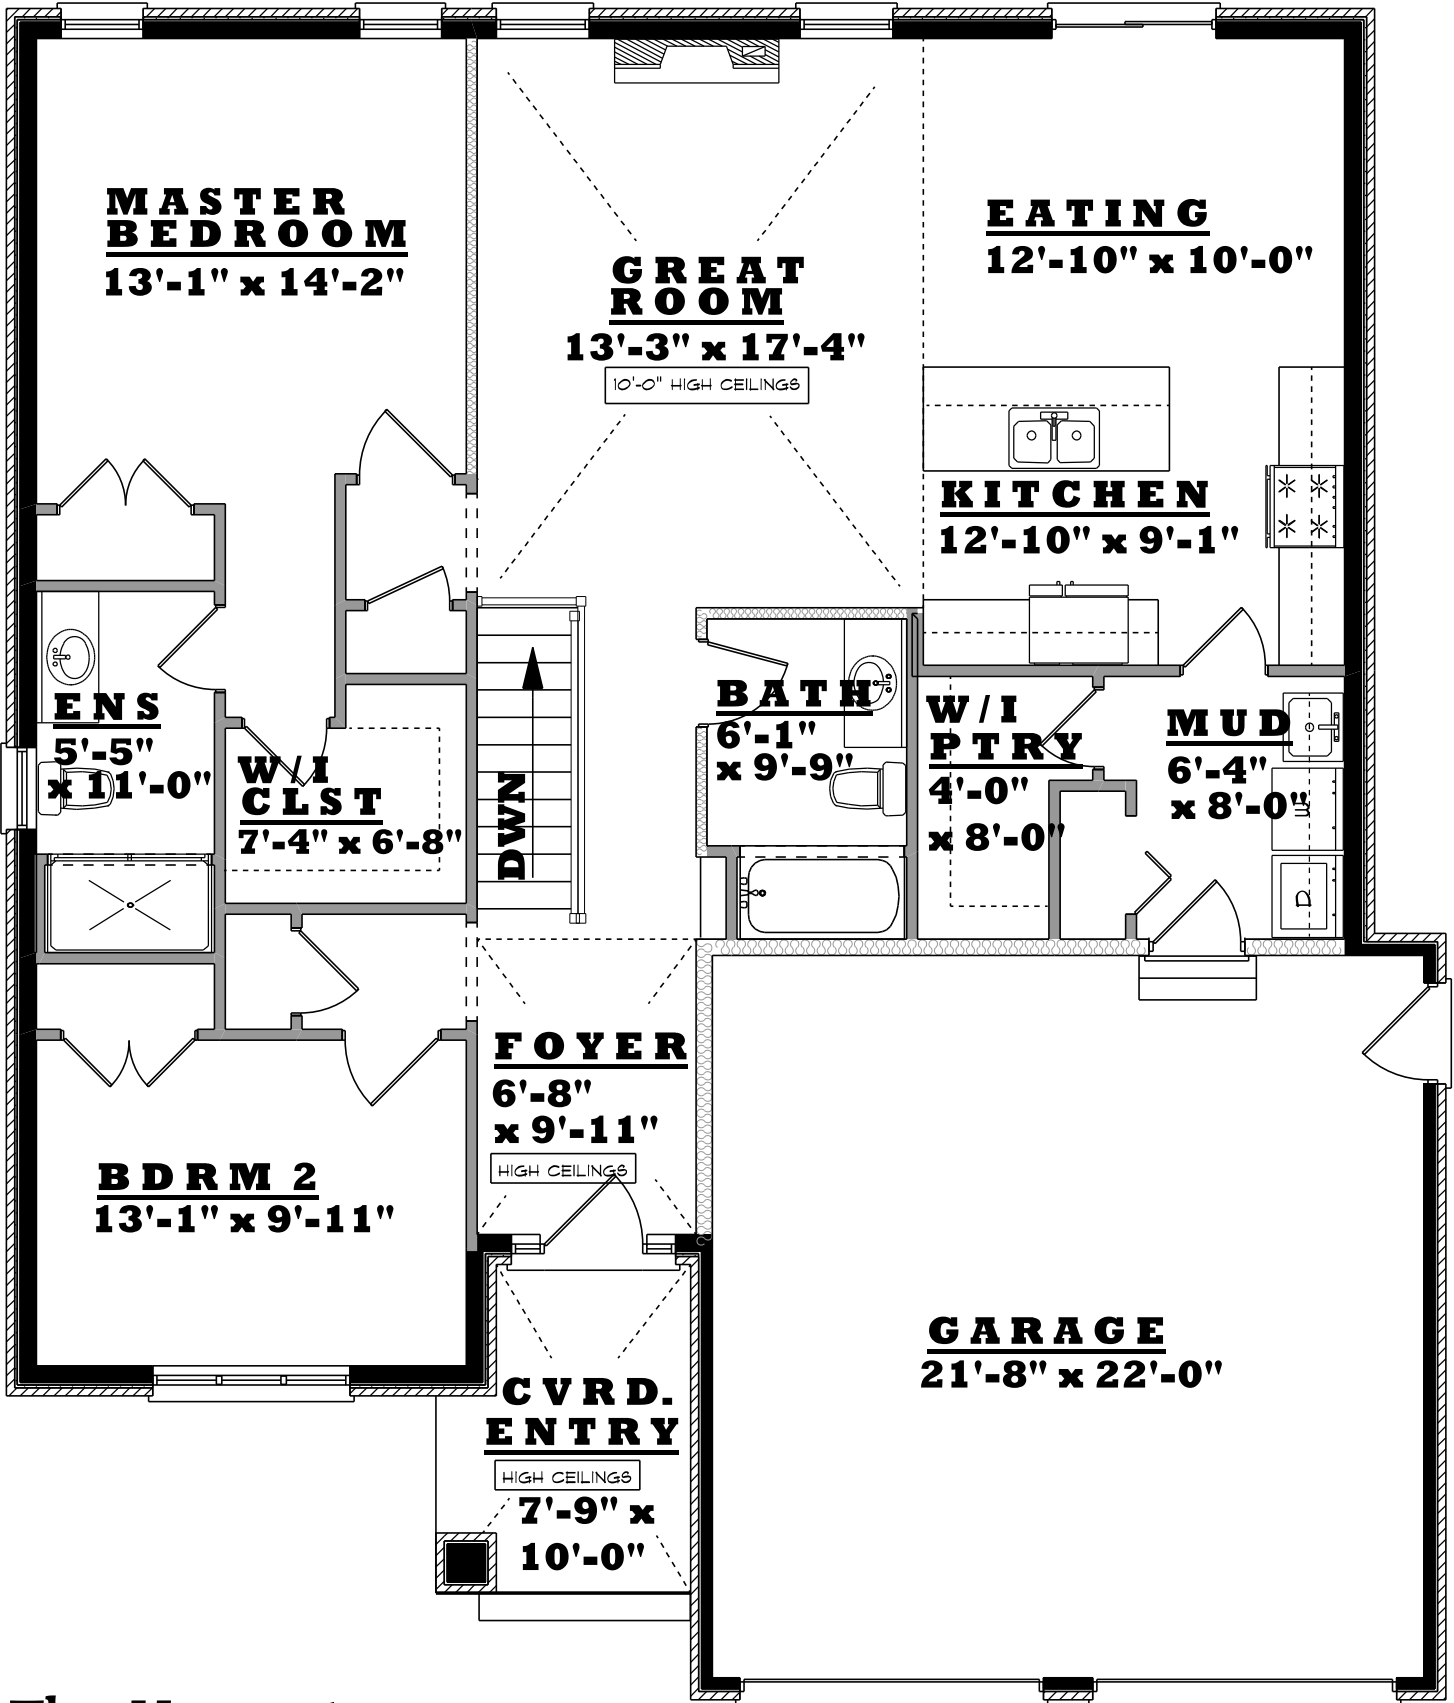 MASTER
BEDROOM
13'-1" x 14'-2"
GREAT
ROOM
13'-3" x 17'-4"
10'-0" HIGH CEILINGS
EATING
12'-10" x 10'-0"
KITCHEN
12'-10" x 9'-1"
ENS
5'-5"
x 11'-0"
W/I
CLST
7'-4" x 6'-8"
DWN
BATH
6'-1"
x 9'-9"
W/I
PTRY
4'-0"
x 8'-0"
MUD
6'-4"
x 8'-0"
W
D
FOYER
6'-8"
x 9'-11"
HIGH CEILINGS
BDRM 2
13'-1" x 9'-11"
GARAGE
21'-8" x 22'-0"
CVRD.
ENTRY
HIGH CEILINGS
7'-9" x
10'-0"